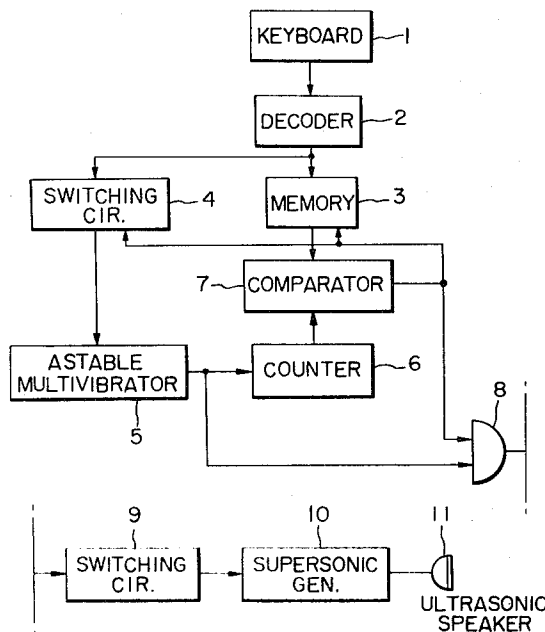 KEYBOARD
1
DECODER
2
SWITCHING
CIR.
4
MEMORY
3
7
COMPARATOR
ASTABLE
MULTIVIBRATOR
5
COUNTER
6
8
9
SWITCHING
CIR.
10
SUPERSONIC
GEN.
11
ULTRASONIC
SPEAKER